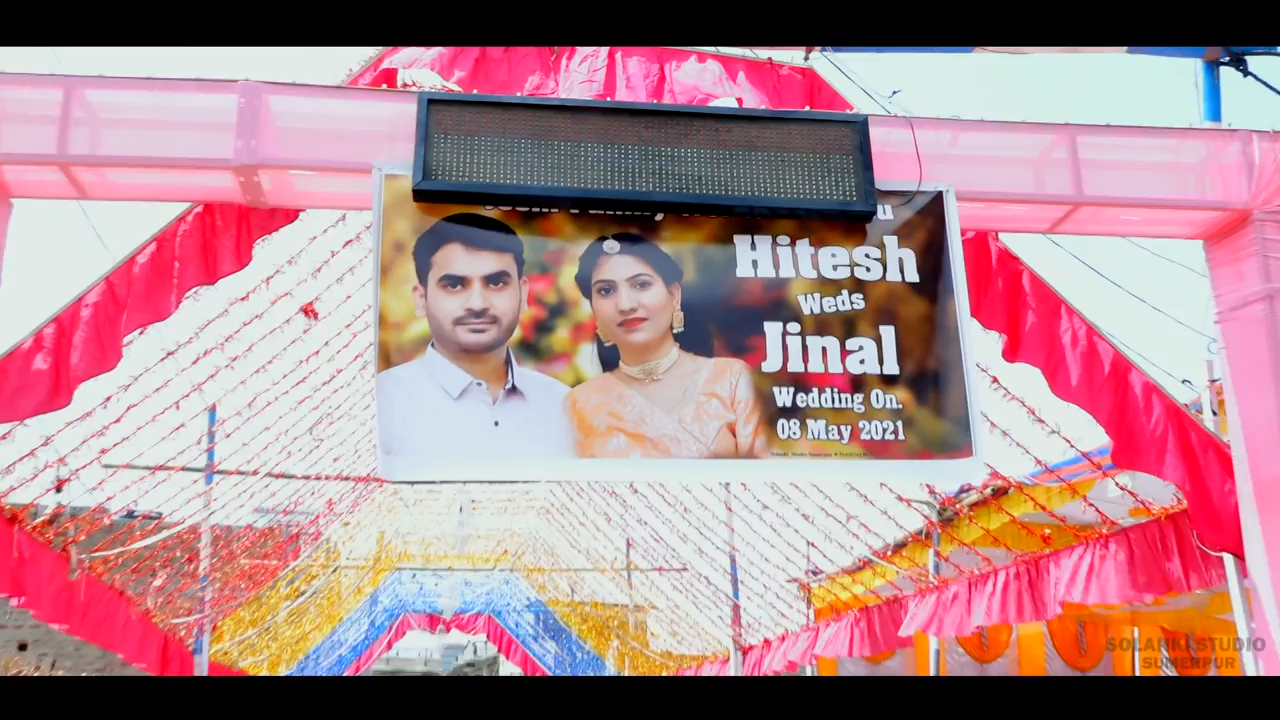 Hitesh
Weds
Jinal
Wedding On.
08 May 2021
SOLANKI STUDIO
SUMERPUR